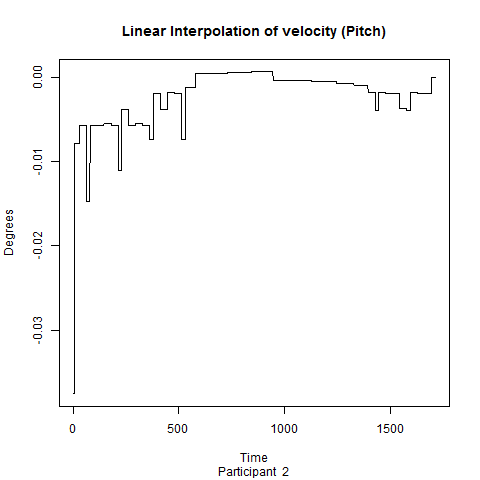 Linear Interpolation of velocity (Pitch)
0.00
-0.01
-0.02
-0.03
Degrees
0 500 1000 1500
Time
Participant 2